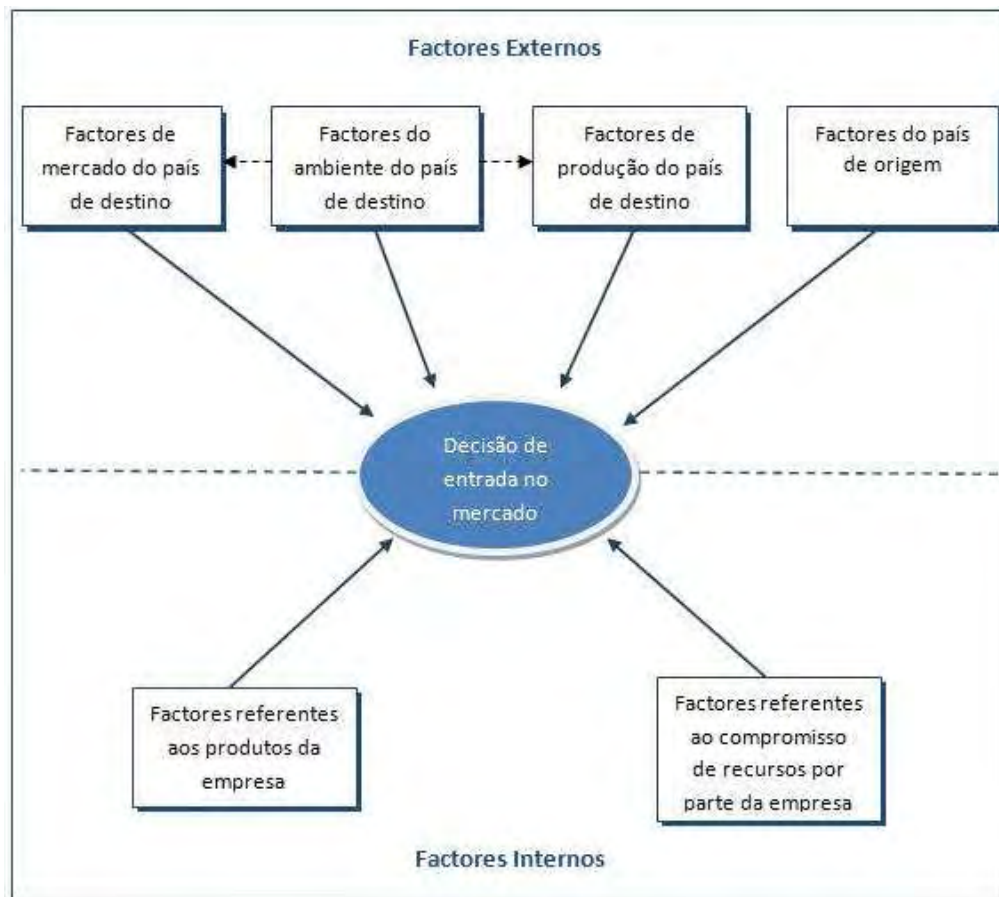 Factores Externos
Factores de
mercado do país
de destino
Factores do
ambiente do país
de destino
Factores de
produção do país
de destino
Factores do país
de origem
Decisão de
entrada no
mercado
Factores referentes
aos produtos da
empresa
Factores referentes
ao compromisso
de recursos por
parte da empresa
Factores Internos